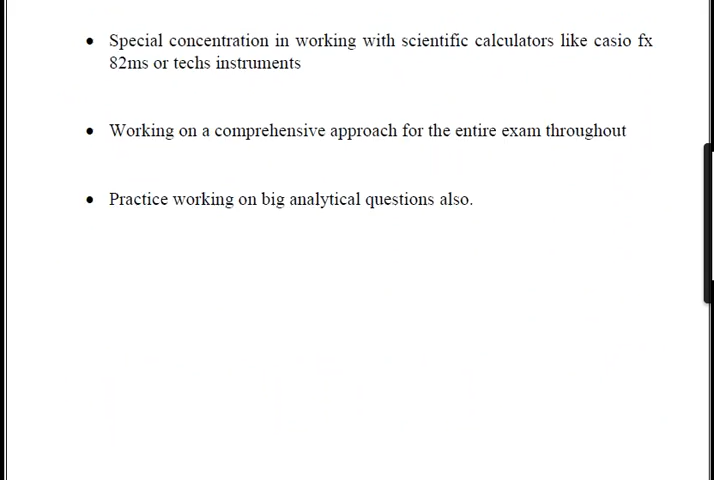 • Special concentration in working with scientific calculators like casio fx
82ms or techs instruments
• Working on a comprehensive approach for the entire exam throughout
• Practice working on big analytical questions also.